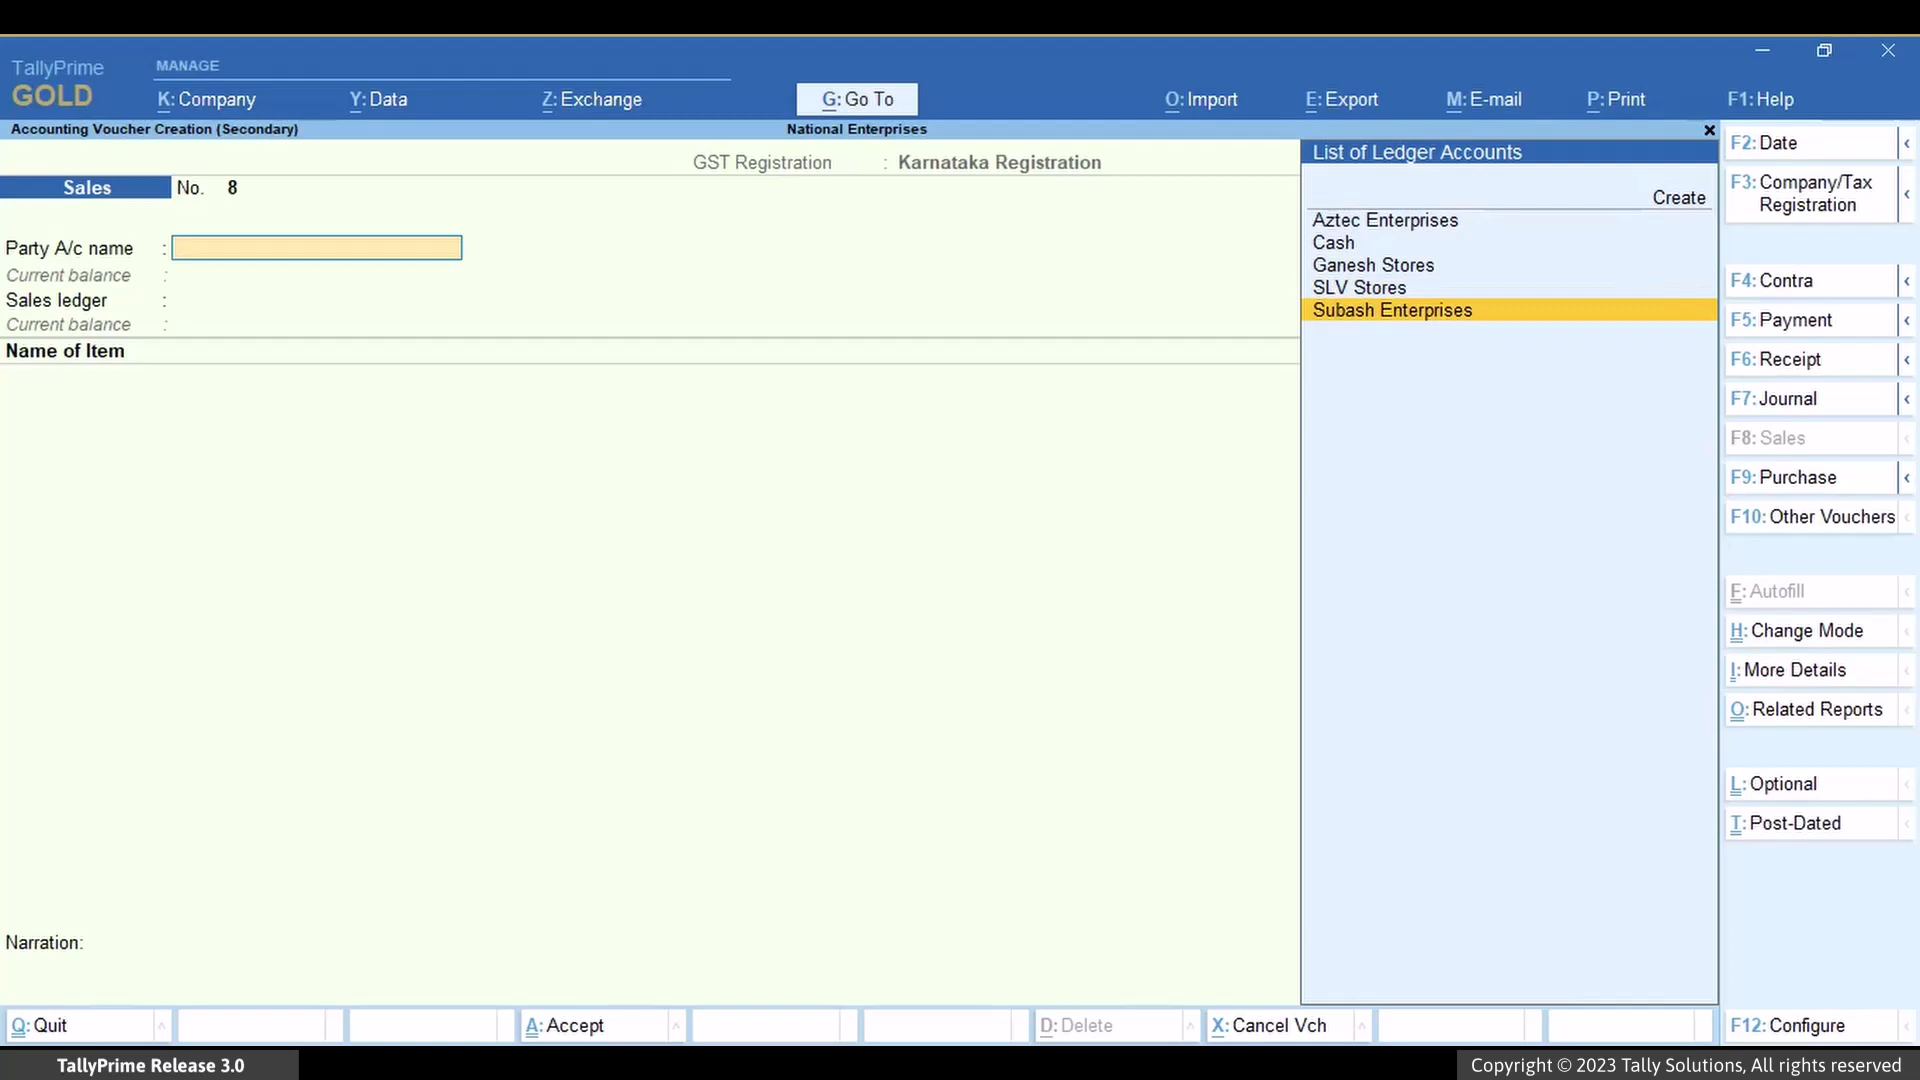 TallyPrime
GOLD
MANAGE
K: Company
Y: Data
Z: Exchange
G: Go To
O: Import
E: Export
M: E-mail
P: Print
F1: Help
Accounting Voucher Creation (Secondary)
National Enterprises
GST Registration : Karnataka Registration
Sales No. 8
Party A/c name :
Current balance :
Sales ledger :
Current balance :
Name of Item
Narration:
List of Ledger Accounts
Create
Aztec Enterprises
Cash
Ganesh Stores
SLV Stores
Subash Enterprises
F2: Date
F3: Company/Tax
Registration
F4: Contra
F5: Payment
F6: Receipt
F7: Journal
F8: Sales
F9: Purchase
F10: Other Vouchers
F: Autofill
H: Change Mode
I: More Details
O: Related Reports
L: Optional
T: Post-Dated
Q: Quit
A: Accept
D: Delete
X: Cancel Vch
F12: Configure
TallyPrime Release 3.0
Copyright © 2023 Tally Solutions, All rights reserved